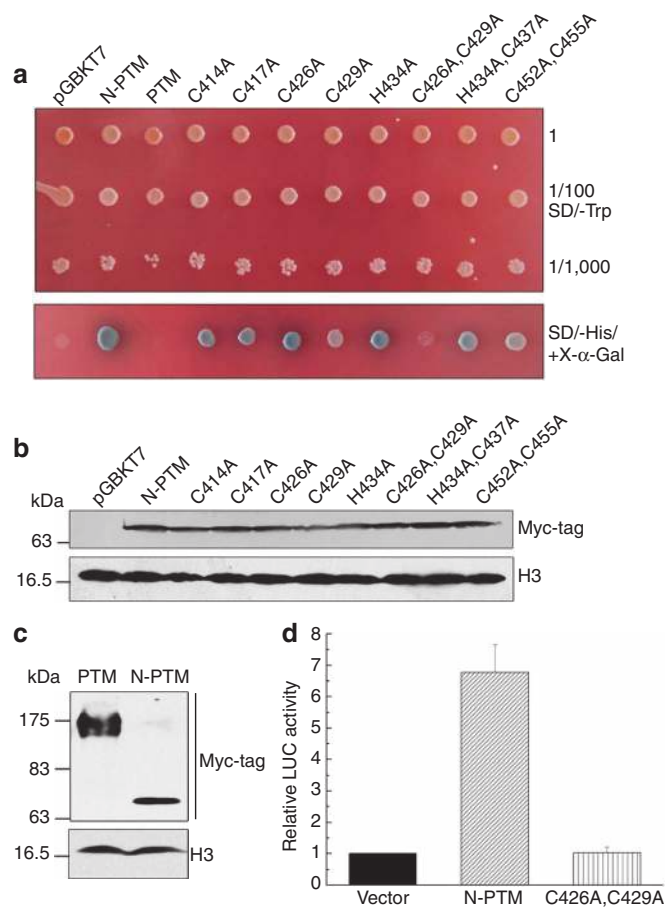 a
pGBKT7 N-PTM PTM C414A C417A C426A C429A H434A C426A,C429A H434A,C437A C452A,C455A
1
1/100
SD/-Trp
1/1,000
SD/-His/
+X-α-Gal
b
pGBKT7 N-PTM C414A C417A C426A C429A H434A C426A,C429A H434A,C437A C452A,C455A
kDa
63
Myc-tag
16.5
H3
c
kDa PTM N-PTM
175
83
63
Myc-tag
16.5
H3
d
Relative LUC activity
8
7
6
5
4
3
2
1
0
Vector N-PTM C426A,C429A